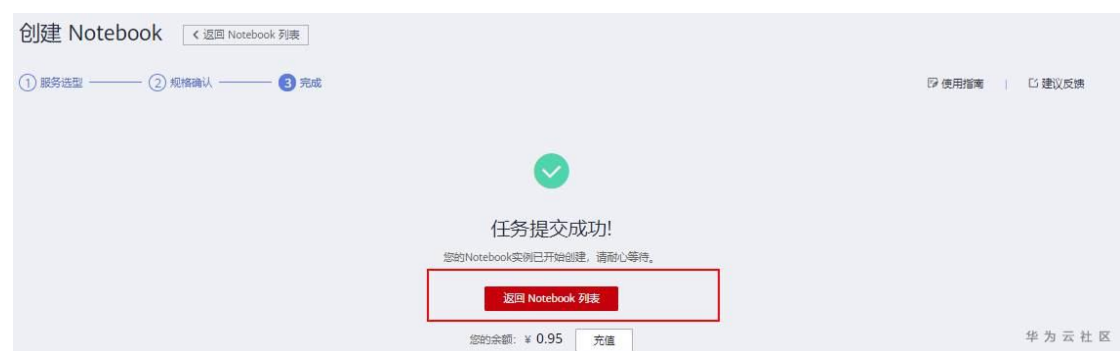 创建 Notebook < 返回 Notebook 列表
1 服务选型 2 规格确认 3 完成 使用指南 | 建议反馈
任务提交成功!
您的Notebook实例已开始创建，请耐心等待。
返回 Notebook 列表
您的余额: ¥ 0.95 充值
华为云社区